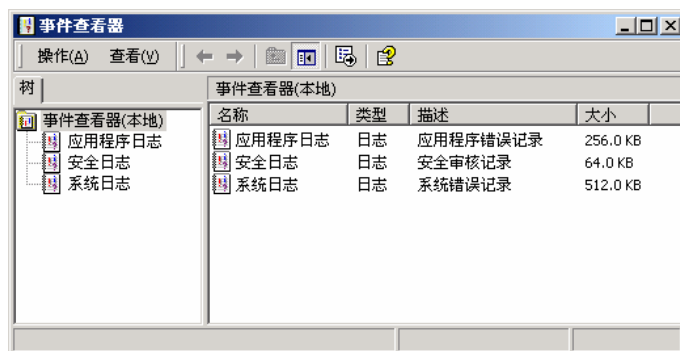 事件查看器
操作(A) 查看(V)
树
事件查看器(本地)
事件查看器(本地)
应用程序日志
安全日志
系统日志
名称 类型 描述 大小
应用程序日志 日志 应用程序错误记录 256.0 KB
安全日志 日志 安全审核记录 64.0 KB
系统日志 日志 系统错误记录 512.0 KB